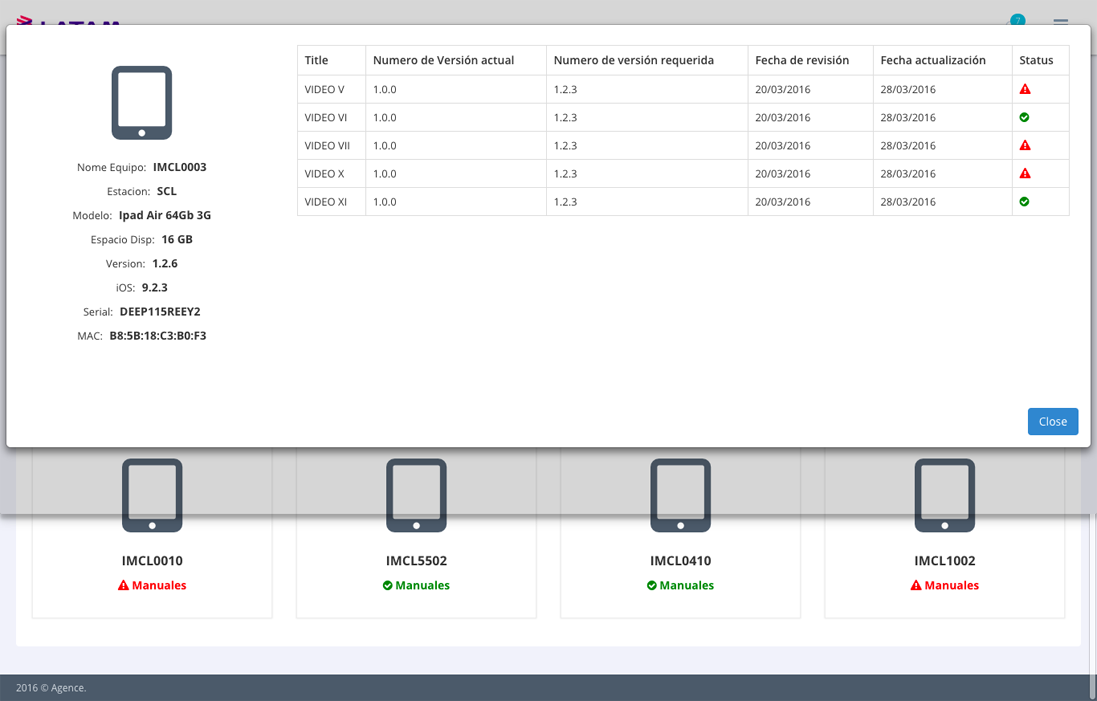 LATAM
7
Title Numero de Versión actual Numero de versión requerida Fecha de revisión Fecha actualización Status
VIDEO V 1.0.0 1.2.3 20/03/2016 28/03/2016
VIDEO VI 1.0.0 1.2.3 20/03/2016 28/03/2016
VIDEO VII 1.0.0 1.2.3 20/03/2016 28/03/2016
VIDEO X 1.0.0 1.2.3 20/03/2016 28/03/2016
VIDEO XI 1.0.0 1.2.3 20/03/2016 28/03/2016
Nome Equipo: IMCL0003
Estacion: SCL
Modelo: Ipad Air 64Gb 3G
Espacio Disp: 16 GB
Version: 1.2.6
iOS: 9.2.3
Serial: DEEP115REEY2
MAC: B8:5B:18:C3:B0:F3
Close
IMCL0010 IMCL5502 IMCL0410 IMCL1002
Manuales Manuales Manuales Manuales
2016 © Agence.